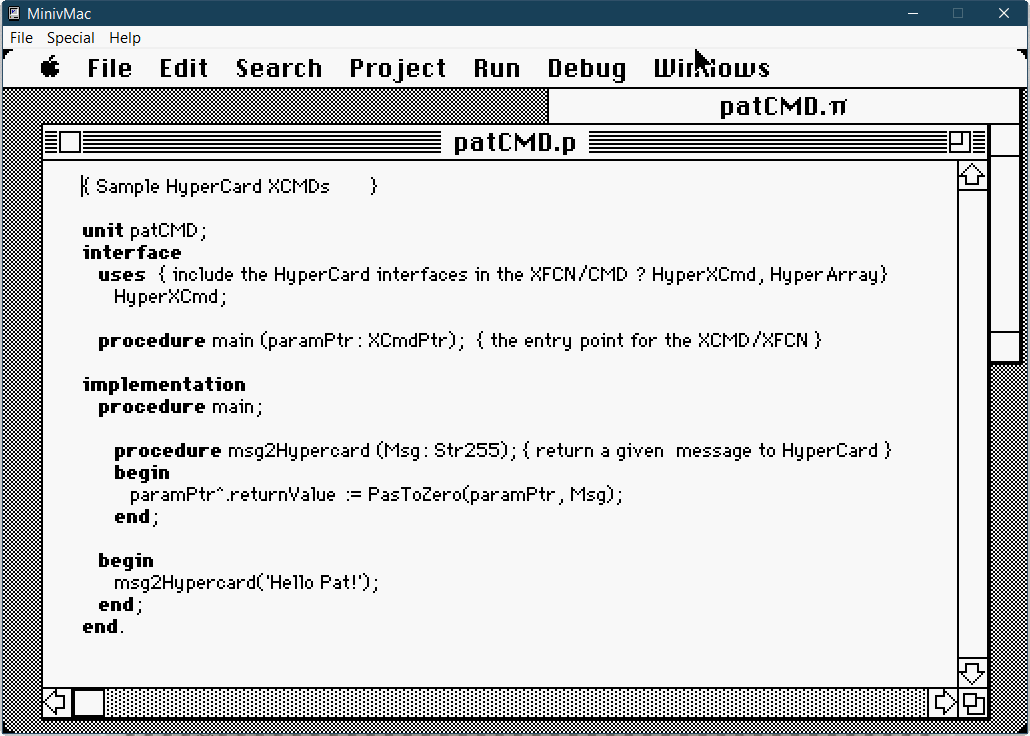 MinivMac
File Special Help
File Edit Search Project Run Debug Windows
patCMD.π
patCMD.p
{ Sample HyperCard XCMDs }
unit patCMD;
interface
uses { include the HyperCard interfaces in the XFCN/CMD ? HyperXCmd, HyperArray}
HyperXCmd;
procedure main (paramPtr : XCmdPtr); { the entry point for the XCMD/XFCN }
implementation
procedure main;
procedure msg2Hypercard (Msg : Str255); { return a given message to HyperCard }
begin
paramPtr^.returnValue := PasToZero(paramPtr, Msg);
end;
begin
msg2Hypercard('Hello Pat!');
end;
end.